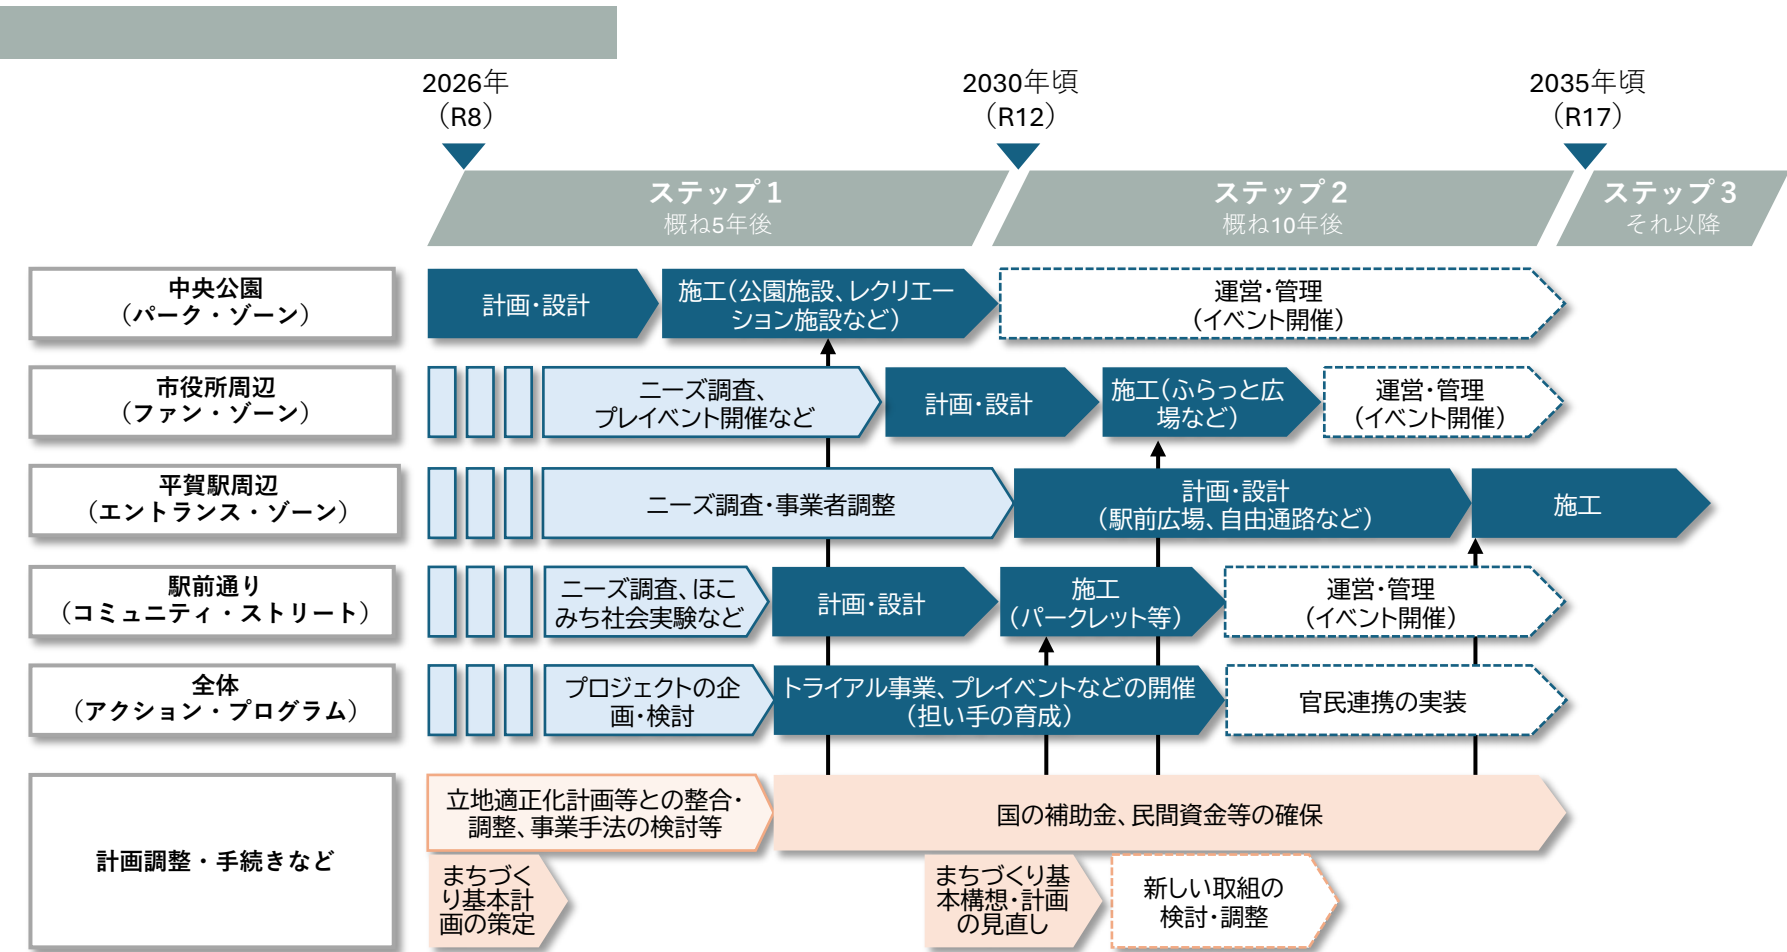 2026年
（R8）
2030年頃
（R12）
2035年頃
（R17）
ステップ１
概ね5年後
ステップ２
概ね10年後
ステップ３
それ以降
中央公園
（パーク・ゾーン）
計画・設計
施工（公園施設、レクリエー
ション施設など）
運営・管理
（イベント開催）
市役所周辺
（ファン・ゾーン）
ニーズ調査、
プレイベント開催など
計画・設計
施工（ふらっと広
場など）
運営・管理
（イベント開催）
平賀駅周辺
（エントランス・ゾーン）
ニーズ調査・事業者調整
計画・設計
（駅前広場、自由通路など）
施工
駅前通り
（コミュニティ・ストリート）
ニーズ調査、ほこ
みち社会実験など
計画・設計
施工
（パークレット等）
運営・管理
（イベント開催）
全体
（アクション・プログラム）
プロジェクトの企
画・検討
トライアル事業、プレイベントなどの開催
（担い手の育成）
官民連携の実装
計画調整・手続きなど
立地適正化計画等との整合・
調整、事業手法の検討等
国の補助金、民間資金等の確保
まちづく
り基本計
画の策定
まちづくり基
本構想・計画
の見直し
新しい取組の
検討・調整